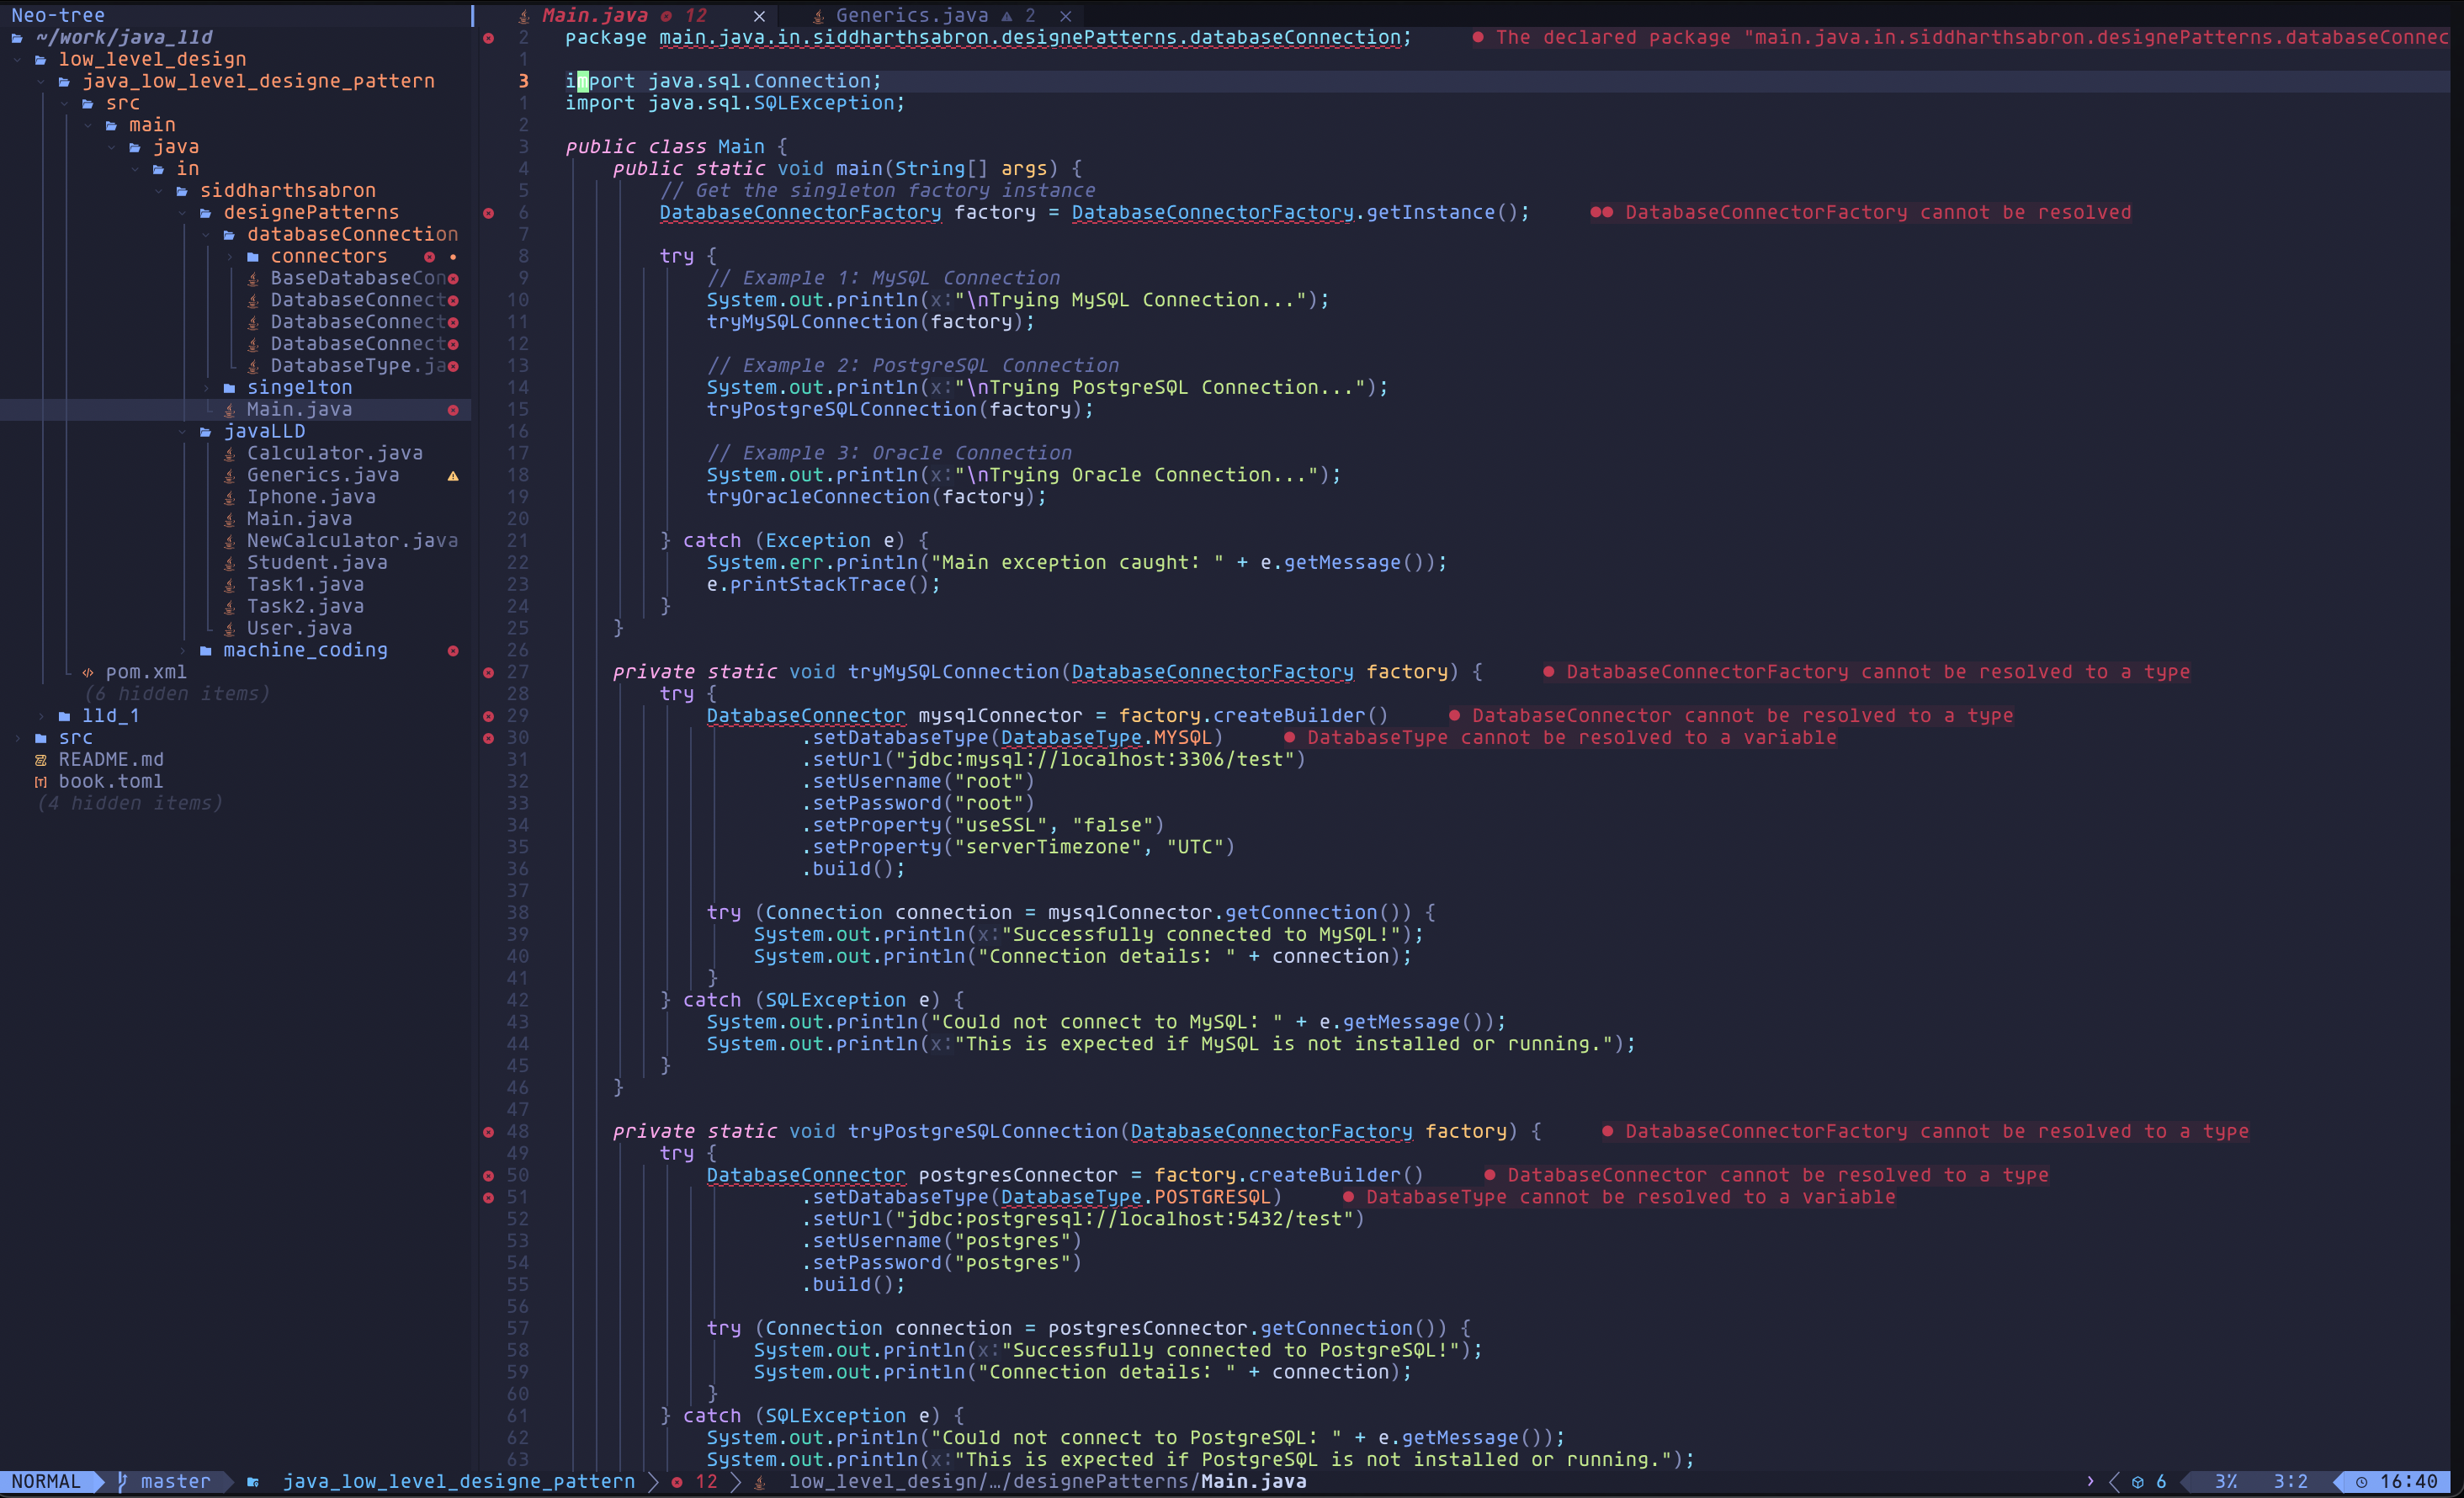 Neo-tree
~/work/java_lld
low_level_design
java_low_level_designe_pattern
src
main
java
in
siddharthsabron
designePatterns
databaseConnection
connectors
BaseDatabaseCon
DatabaseConnect
DatabaseConnect
DatabaseConnect
DatabaseType.ja
singelton
Main.java
javaLLD
Calculator.java
Generics.java
Iphone.java
Main.java
NewCalculator.java
Student.java
Task1.java
Task2.java
User.java
machine_coding
pom.xml
(6 hidden items)
lld_1
src
README.md
book.toml
(4 hidden items)
Main.java 12 Generics.java 2
2 package main.java.in.siddharthsabron.designePatterns.databaseConnection; The declared package "main.java.in.siddharthsabron.designePatterns.databaseConnec
1
3 import java.sql.Connection;
1 import java.sql.SQLException;
2
3 public class Main {
4 public static void main(String[] args) {
5 // Get the singleton factory instance
6 DatabaseConnectorFactory factory = DatabaseConnectorFactory.getInstance(); DatabaseConnectorFactory cannot be resolved
7
8 try {
9 // Example 1: MySQL Connection
10 System.out.println(x:"\nTrying MySQL Connection...");
11 tryMySQLConnection(factory);
12
13 // Example 2: PostgreSQL Connection
14 System.out.println(x:"\nTrying PostgreSQL Connection...");
15 tryPostgreSQLConnection(factory);
16
17 // Example 3: Oracle Connection
18 System.out.println(x:"\nTrying Oracle Connection...");
19 tryOracleConnection(factory);
20
21 } catch (Exception e) {
22 System.err.println("Main exception caught: " + e.getMessage());
23 e.printStackTrace();
24 }
25 }
26
27 private static void tryMySQLConnection(DatabaseConnectorFactory factory) { DatabaseConnectorFactory cannot be resolved to a type
28 try {
29 DatabaseConnector mysqlConnector = factory.createBuilder() DatabaseConnector cannot be resolved to a type
30 .setDatabaseType(DatabaseType.MYSQL) DatabaseType cannot be resolved to a variable
31 .setUrl("jdbc:mysql://localhost:3306/test")
32 .setUsername("root")
33 .setPassword("root")
34 .setProperty("useSSL", "false")
35 .setProperty("serverTimezone", "UTC")
36 .build();
37
38 try (Connection connection = mysqlConnector.getConnection()) {
39 System.out.println(x:"Successfully connected to MySQL!");
40 System.out.println("Connection details: " + connection);
41 }
42 } catch (SQLException e) {
43 System.out.println("Could not connect to MySQL: " + e.getMessage());
44 System.out.println(x:"This is expected if MySQL is not installed or running.");
45 }
46 }
47
48 private static void tryPostgreSQLConnection(DatabaseConnectorFactory factory) { DatabaseConnectorFactory cannot be resolved to a type
49 try {
50 DatabaseConnector postgresConnector = factory.createBuilder() DatabaseConnector cannot be resolved to a type
51 .setDatabaseType(DatabaseType.POSTGRESQL) DatabaseType cannot be resolved to a variable
52 .setUrl("jdbc:postgresql://localhost:5432/test")
53 .setUsername("postgres")
54 .setPassword("postgres")
55 .build();
56
57 try (Connection connection = postgresConnector.getConnection()) {
58 System.out.println(x:"Successfully connected to PostgreSQL!");
59 System.out.println("Connection details: " + connection);
60 }
61 } catch (SQLException e) {
62 System.out.println("Could not connect to PostgreSQL: " + e.getMessage());
63 System.out.println(x:"This is expected if PostgreSQL is not installed or running.");
NORMAL master java_low_level_designe_pattern 12 low_level_design/…/designePatterns/Main.java 6 3% 3:2 16:40